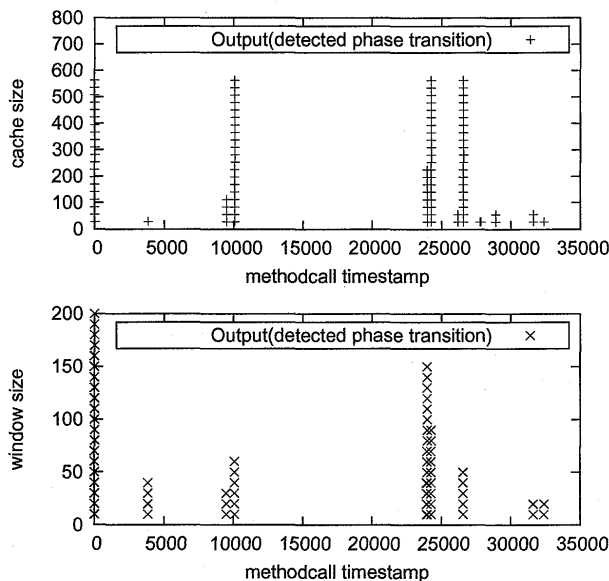 800
700
600
500
400
300
200
100
0
cache size
Output(detected phase transition) +
0 5000 10000 15000 20000 25000 30000 35000
methodcall timestamp
200
150
100
50
0
window size
Output(detected phase transition) ×
0 5000 10000 15000 20000 25000 30000 35000
methodcall timestamp